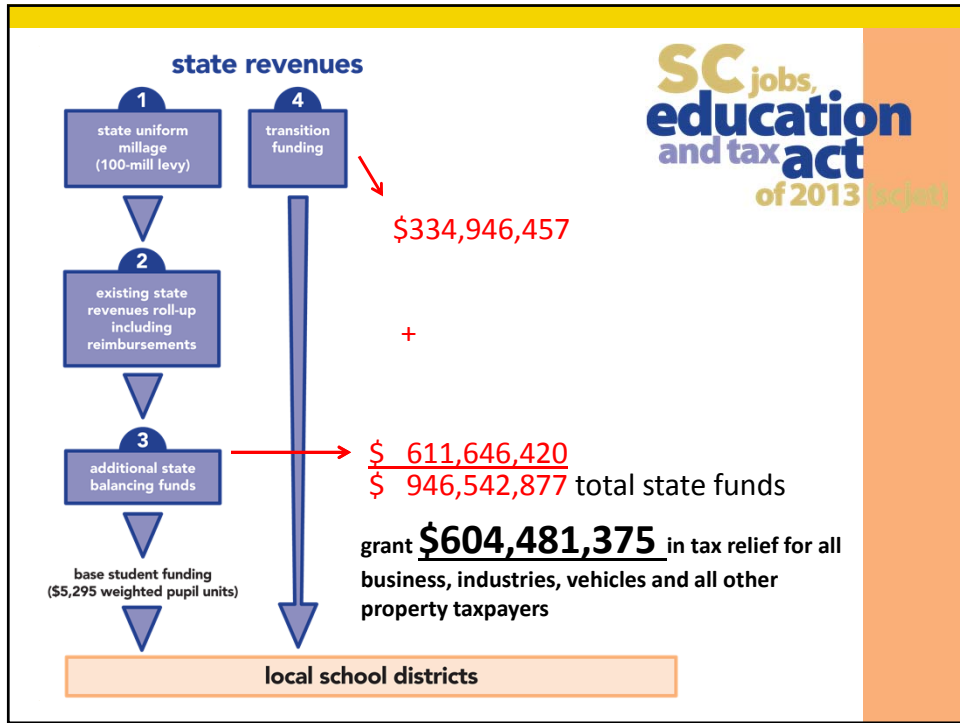 state revenues
1
state uniform
millage
(100-mill levy)
4
transition
funding
SC jobs,
education
and tax act
of 2013 (scjet)
$334,946,457
2
existing state
revenues roll-up
including
reimbursements
+
3
additional state
balancing funds
$ 611,646,420
$ 946,542,877 total state funds
grant $604,481,375 in tax relief for all
business, industries, vehicles and all other
property taxpayers
base student funding
($5,295 weighted pupil units)
local school districts